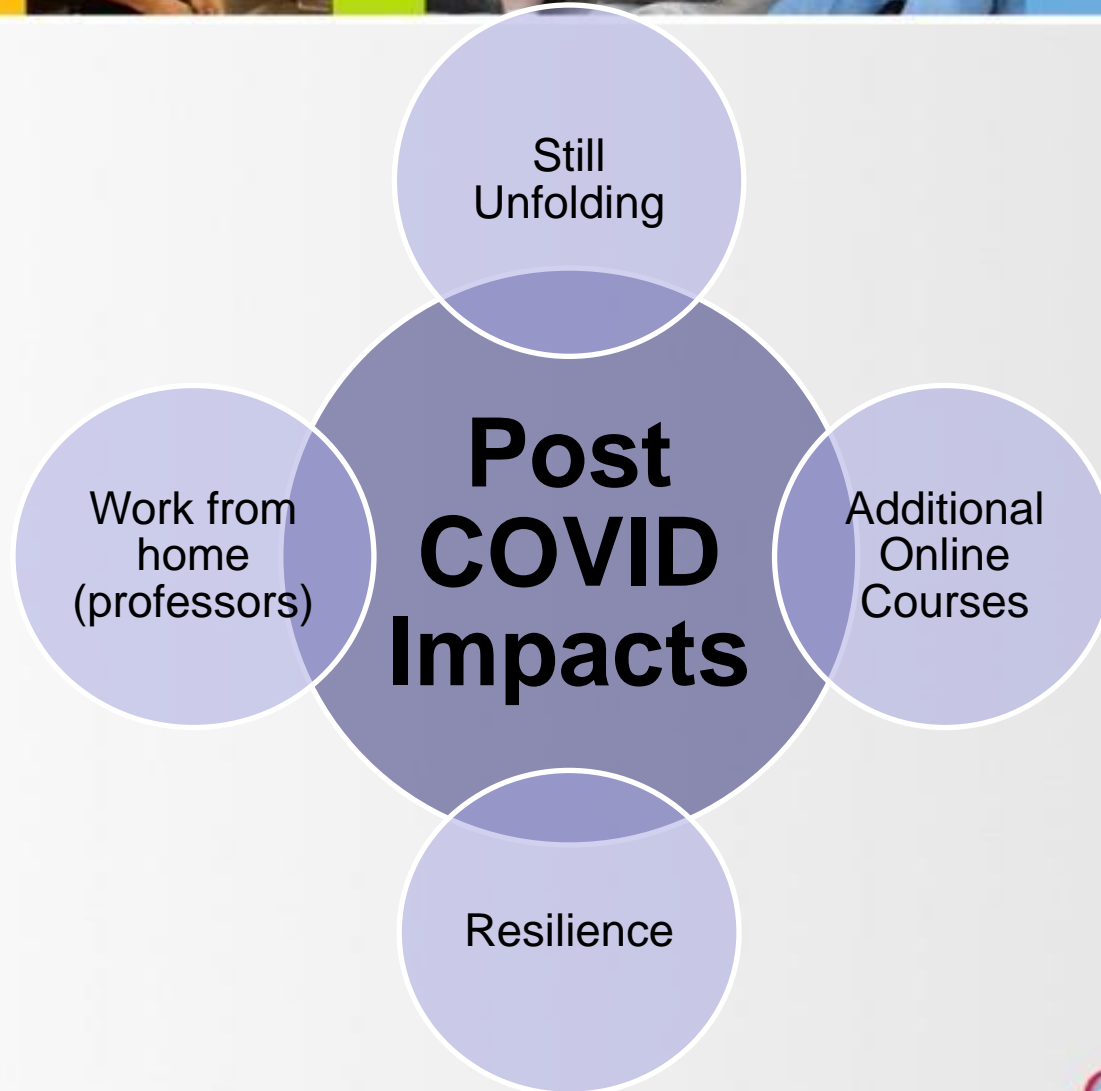 Still
Unfolding
Post
COVID
Impacts
Work from
home
(professors)
Additional
Online
Courses
Resilience